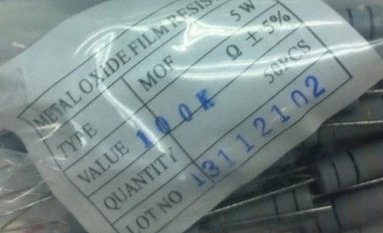 METAL OXIDE FILM RESIS
TYPE MOF 5W
VALUE 100K Ω ± 5%
QUANTITY 50PCS
LOT NO 13112102